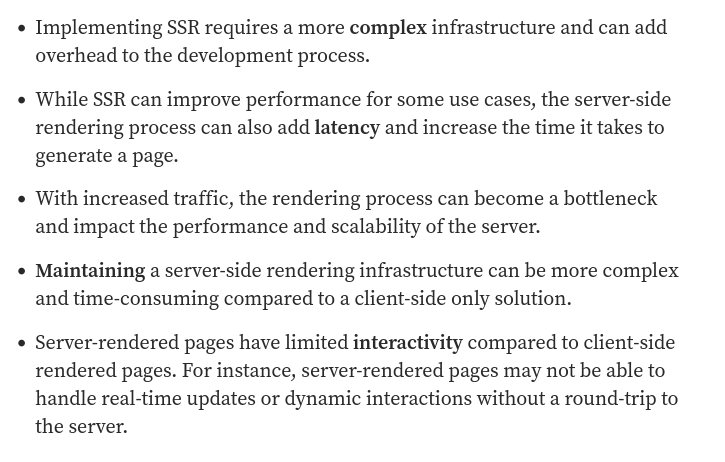 • Implementing SSR requires a more complex infrastructure and can add
overhead to the development process.
• While SSR can improve performance for some use cases, the server-side
rendering process can also add latency and increase the time it takes to
generate a page.
• With increased traffic, the rendering process can become a bottleneck
and impact the performance and scalability of the server.
• Maintaining a server-side rendering infrastructure can be more complex
and time-consuming compared to a client-side only solution.
• Server-rendered pages have limited interactivity compared to client-side
rendered pages. For instance, server-rendered pages may not be able to
handle real-time updates or dynamic interactions without a round-trip to
the server.